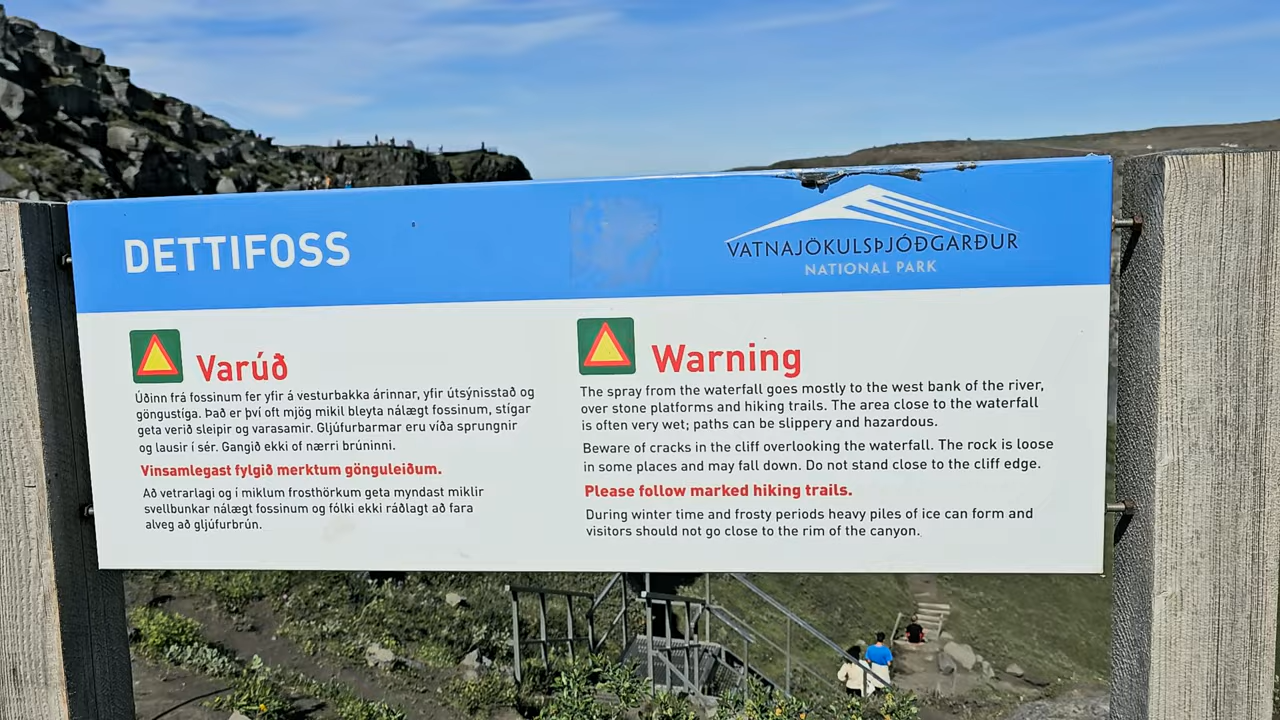 DETTIFOSS
VATNAJÖKULSÞJÓÐGARÐUR
NATIONAL PARK
Varúð
Úðinn frá fossinum fer yfir á vesturbakka árinnar, yfir útsýnisstað og
göngustíga. Það er því oft mjög mikil bleyta nálægt fossinum, stígar
geta verið sleipir og varasamir. Gljúfurbarmar eru víða sprungnir
og lausir í sér. Gangið ekki of nærri brúninni.
Vinsamlegast fylgið merktum gönguleiðum.
Að vetrarlagi og í miklum frosthörkum geta myndast miklir
svellbunkar nálægt fossinum og fólki ekki ráðlagt að fara
alveg að gljúfurbrún.
Warning
The spray from the waterfall goes mostly to the west bank of the river,
over stone platforms and hiking trails. The area close to the waterfall
is often very wet; paths can be slippery and hazardous.
Beware of cracks in the cliff overlooking the waterfall. The rock is loose
in some places and may fall down. Do not stand close to the cliff edge.
Please follow marked hiking trails.
During winter time and frosty periods heavy piles of ice can form and
visitors should not go close to the rim of the canyon.